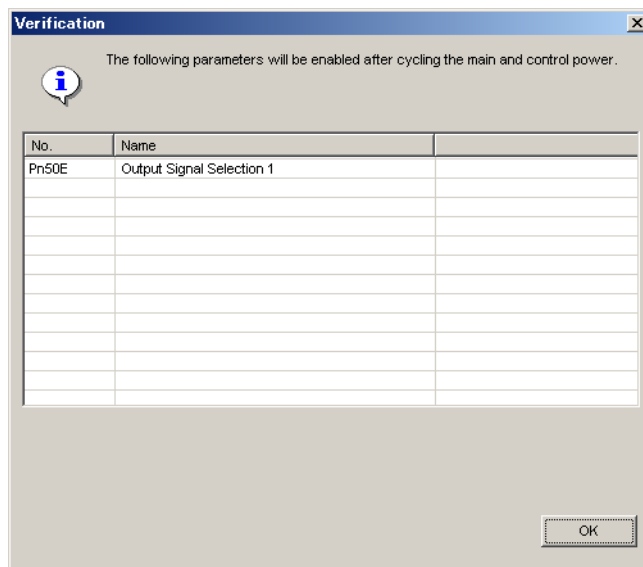 Verification
The following parameters will be enabled after cycling the main and control power.
No. Name
Pn50E Output Signal Selection 1
OK